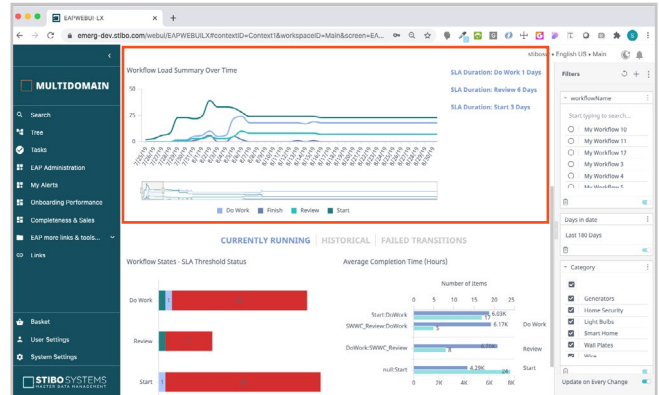 EAPWEBUI-LX
emerg-dev.stibo.com/webui/EAPWEBUILX#contextID=Context1&workspaceID=Main&screen=EA...
stibosw • English US • Main
MULTIDOMAIN
Search
Tree
Tasks
EAP Administration
My Alerts
Onboarding Performance
Completeness & Sales
EAP more links & tools...
Links
Basket
User Settings
System Settings
STIBO SYSTEMS
MASTER DATA MANAGEMENT
Workflow Load Summary Over Time
SLA Duration: Do Work 1 Days
SLA Duration: Review 6 Days
SLA Duration: Start 3 Days
50
25
0
Do Work Finish Review Start
CURRENTLY RUNNING | HISTORICAL | FAILED TRANSITIONS
Workflow States - SLA Threshold Status
Do Work
Review
Start
Average Completion Time (Hours)
Number of Items
0 5 10 15 20 25
Start:DoWork 6.03K
17
SWWC_Review:DoWork 6.17K Do Work
5
DoWork:SWWC_Review Review
8
null:Start 4.29K Start
0 2K 4K 6K 8K
Filters
workflowName
Start typing to search...
My Workflow 10
My Workflow 11
My Workflow 12
My Workflow 3
My Workflow 4
My Workflow 5
Days in date
Last 180 Days
Category
Generators
Home Security
Light Bulbs
Smart Home
Wall Plates
Wire
Update on Every Change